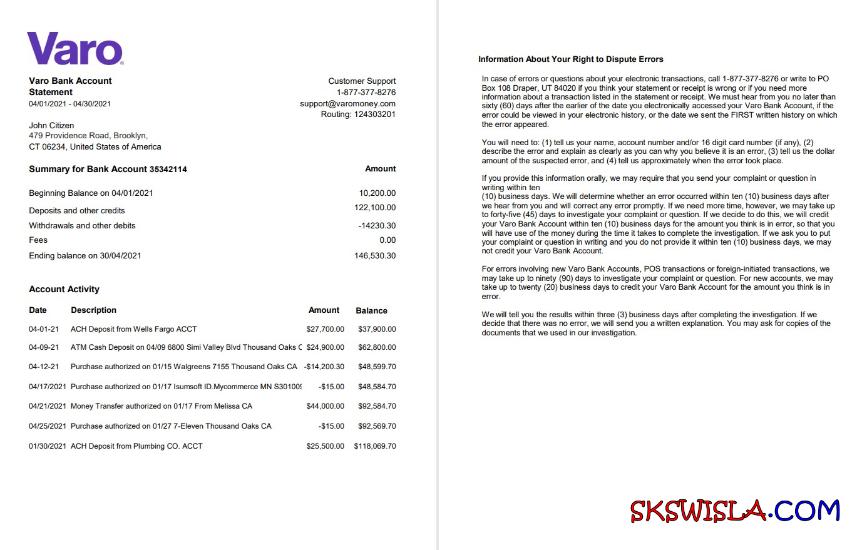 Varo
Varo Bank Account
Statement
04/01/2021 - 04/30/2021
Customer Support
1-877-377-8276
support@varomoney.com
Routing: 124303201
John Citizen
479 Providence Road, Brooklyn,
CT 06234, United States of America
Summary for Bank Account 35342114 Amount
Beginning Balance on 04/01/2021 10,200.00
Deposits and other credits 122,100.00
Withdrawals and other debits -14230.30
Fees 0.00
Ending balance on 30/04/2021 146,530.30
Account Activity
Date Description Amount Balance
04-01-21 ACH Deposit from Wells Fargo ACCT $27,700.00 $37,900.00
04-09-21 ATM Cash Deposit on 04/09 6800 Simi Valley Blvd Thousand Oaks C $24,900.00 $62,800.00
04-12-21 Purchase authorized on 01/15 Walgreens 7155 Thousand Oaks CA -$14,200.30 $48,599.70
04/17/2021 Purchase authorized on 01/17 Isumsoft ID.Mycommerce MN S301009 -$15.00 $48,584.70
04/21/2021 Money Transfer authorized on 01/17 From Melissa CA $44,000.00 $92,584.70
04/25/2021 Purchase authorized on 01/27 7-Eleven Thousand Oaks CA -$15.00 $92,569.70
01/30/2021 ACH Deposit from Plumbing CO. ACCT $25,500.00 $118,069.70
Information About Your Right to Dispute Errors
In case of errors or questions about your electronic transactions, call 1-877-377-8276 or write to PO
Box 108 Draper, UT 84020 if you think your statement or receipt is wrong or if you need more
information about a transaction listed in the statement or receipt. We must hear from you no later than
sixty (60) days after the earlier of the date you electronically accessed your Varo Bank Account, if the
error could be viewed in your electronic history, or the date we sent the FIRST written history on which
the error appeared.
You will need to: (1) tell us your name, account number and/or 16 digit card number (if any), (2)
describe the error and explain as clearly as you can why you believe it is an error, (3) tell us the dollar
amount of the suspected error, and (4) tell us approximately when the error took place.
If you provide this information orally, we may require that you send your complaint or question in
writing within ten
(10) business days. We will determine whether an error occurred within ten (10) business days after
we hear from you and will correct any error promptly. If we need more time, however, we may take up
to forty-five (45) days to investigate your complaint or question. If we decide to do this, we will credit
your Varo Bank Account within ten (10) business days for the amount you think is in error, so that you
will have use of the money during the time it takes to complete the investigation. If we ask you to put
your complaint or question in writing and you do not provide it within ten (10) business days, we may
not credit your Varo Bank Account.
For errors involving new Varo Bank Accounts, POS transactions or foreign-initiated transactions, we
may take up to ninety (90) days to investigate your complaint or question. For new accounts, we may
take up to twenty (20) business days to credit your Varo Bank Account for the amount you think is in
error.
We will tell you the results within three (3) business days after completing the investigation. If we
decide that there was no error, we will send you a written explanation. You may ask for copies of the
documents that we used in our investigation.
SKSWISLA.COM